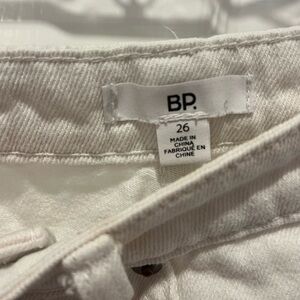 BP.
26
MADE IN
CHINA
FABRIQUÉ EN
CHINE